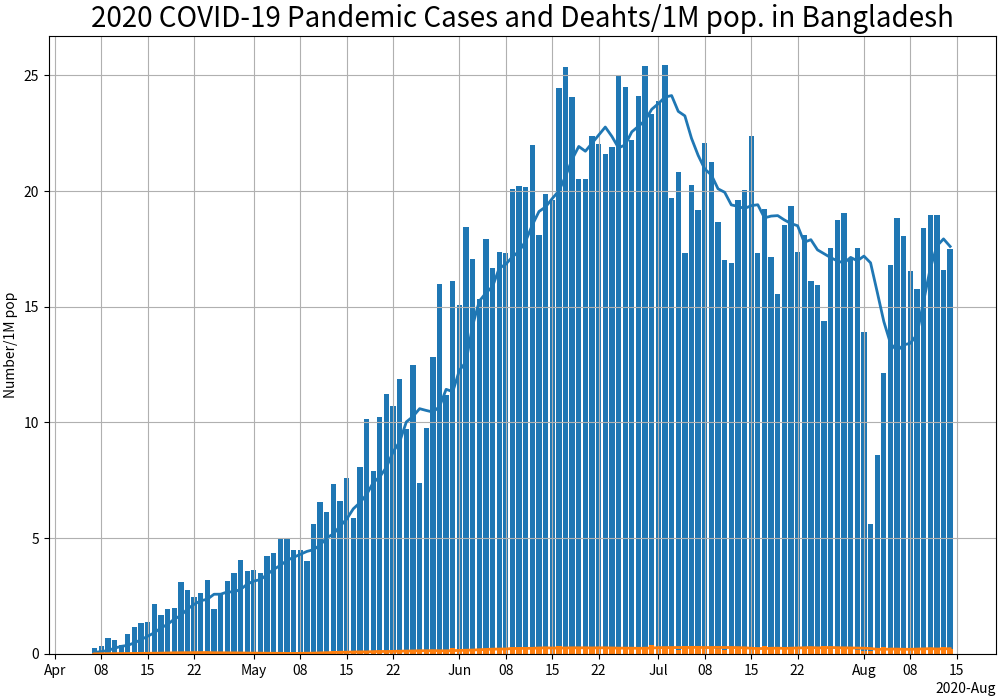 2020 COVID-19 Pandemic Cases and Deahts/1M pop. in Bangladesh
Number/1M pop
25
20
15
10
5
0
Apr 08 15 22 May 08 15 22 Jun 08 15 22 Jul 08 15 22 Aug 08 15
2020-Aug